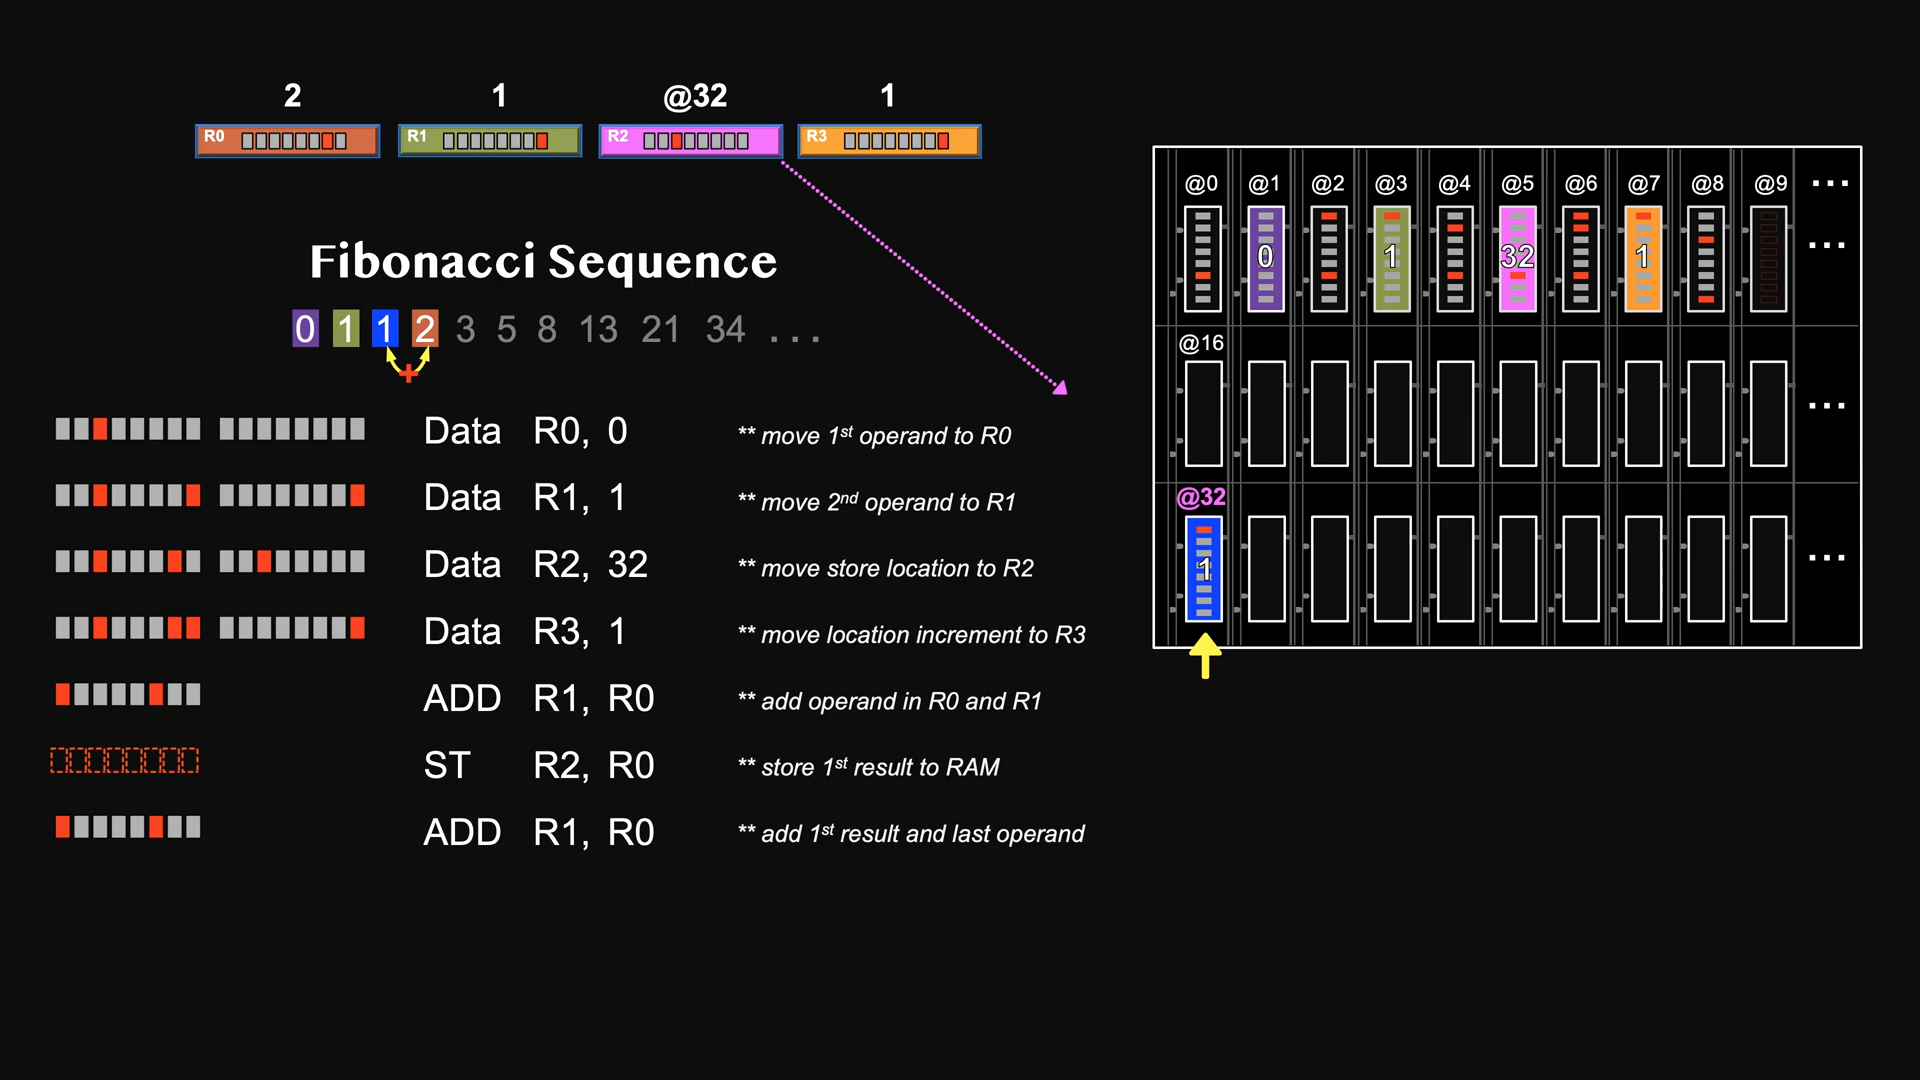 2 1 @32 1
R0 R1 R2 R3
@0 @1 @2 @3 @4 @5 @6 @7 @8 @9 ...
0 1 32 1 ...
Fibonacci Sequence
0 1 1 2 3 5 8 13 21 34 ...
+
@16
...
Data R0, 0 ** move 1st operand to R0
Data R1, 1 ** move 2nd operand to R1
@32
1 ...
Data R2, 32 ** move store location to R2
Data R3, 1 ** move location increment to R3
ADD R1, R0 ** add operand in R0 and R1
ST R2, R0 ** store 1st result to RAM
ADD R1, R0 ** add 1st result and last operand